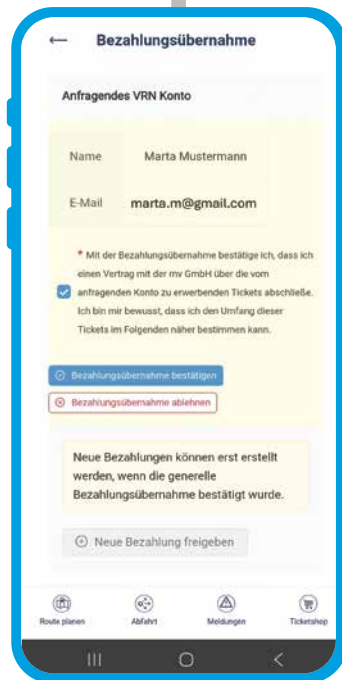 Bezahlungsübernahme
Anfragendes VRN Konto
Name Marta Mustermann
E-Mail marta.m@gmail.com
* Mit der Bezahlungsübernahme bestätige ich, dass ich
einen Vertrag mit der rnv GmbH über die vom
anfragenden Konto zu erwerbenden Tickets abschließe.
Ich bin mir bewusst, dass ich den Umfang dieser
Tickets im Folgenden näher bestimmen kann.
Bezahlungsübernahme bestätigen
Bezahlungsübernahme ablehnen
Neue Bezahlungen können erst erstellt
werden, wenn die generelle
Bezahlungsübernahme bestätigt wurde.
Neue Bezahlung freigeben
Route planen Abfahrt Meldungen Ticketshop